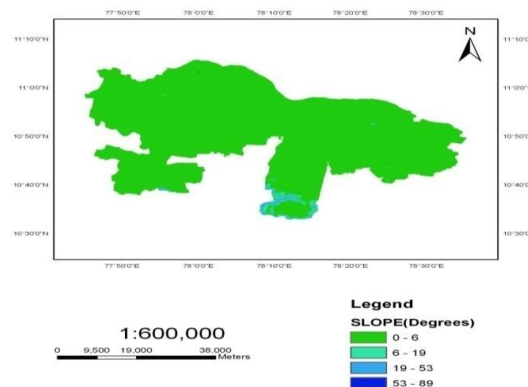 77°50'0"E 78°0'0"E 78°10'0"E 78°20'0"E 78°30'0"E
N
11°10'0"N 11°10'0"N
11°0'0"N 11°0'0"N
10°50'0"N 10°50'0"N
10°40'0"N 10°40'0"N
10°30'0"N 10°30'0"N
77°50'0"E 78°0'0"E 78°10'0"E 78°20'0"E 78°30'0"E
1:600,000
0 9,500 19,000 38,000
Meters
Legend
SLOPE(Degrees)
0 - 6
6 - 19
19 - 53
53 - 89